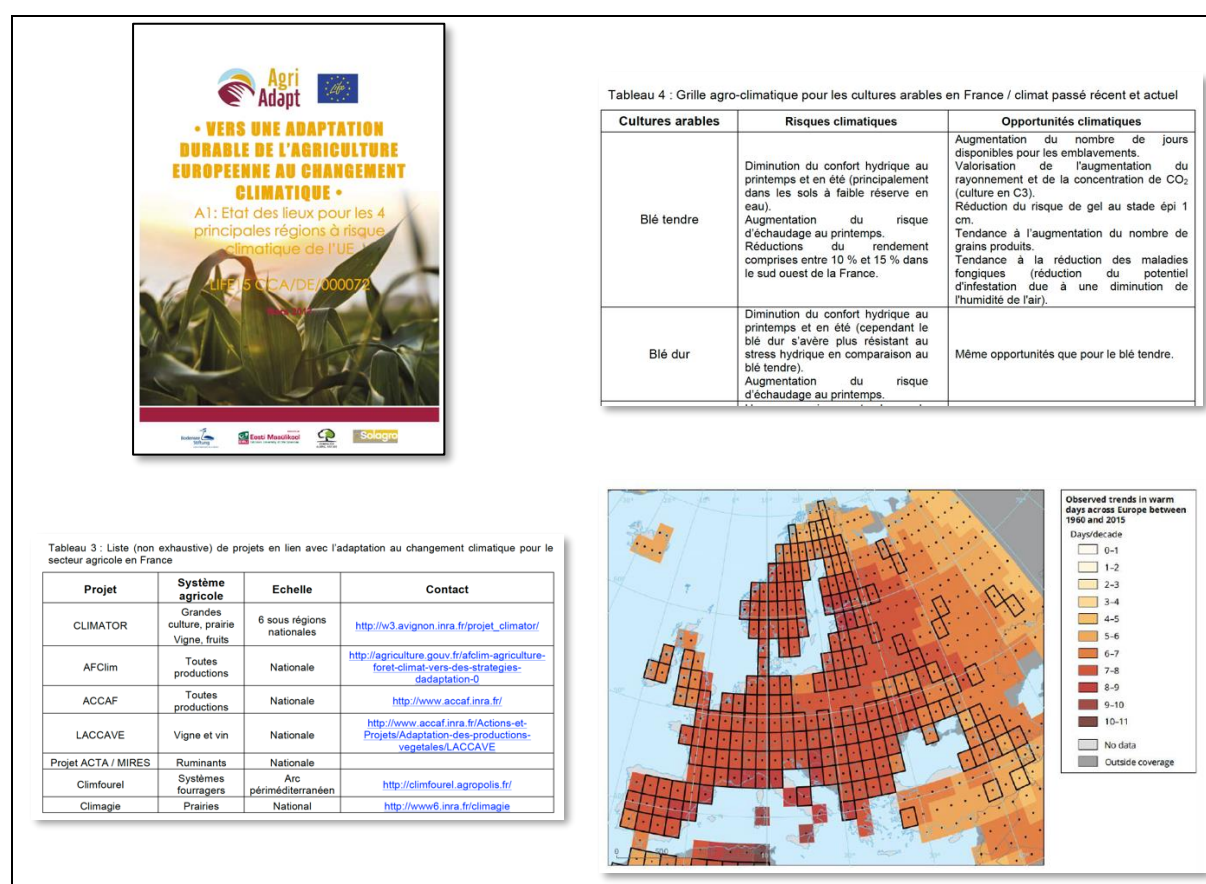 Agri
Adapt
• VERS UNE ADAPTATION
DURABLE DE L'AGRICULTURE
EUROPEENNE AU CHANGEMENT
CLIMATIQUE •
A1: Etat des lieux pour les 4
principales régions à risque
climatique de l'UE
LIFE15 CCA/DE/000072
2017
Stiftung
Eesti Maaülikool
Solagro
Tableau 4 : Grille agro-climatique pour les cultures arables en France / climat passé récent et actuel
Cultures arables
Risques climatiques
Opportunités climatiques
Blé tendre
Diminution du confort hydrique au
printemps et en été (principalement
dans les sols à faible réserve en
eau).
Augmentation du risque
d'échaudage au printemps.
Réductions du rendement
comprises entre 10 % et 15 % dans
le sud ouest de la France.
Augmentation du nombre de jours
disponibles pour les emblavements.
Valorisation de l'augmentation du
rayonnement et de la concentration de CO2
(culture en C3).
Réduction du risque de gel au stade épi 1
cm.
Tendance à l'augmentation du nombre de
grains produits.
Tendance à la réduction des maladies
fongiques (réduction du potentiel
d'infestation due à une diminution de
l'humidité de l'air).
Blé dur
Diminution du confort hydrique au
printemps et en été (cependant le
blé dur s'avère plus résistant au
stress hydrique en comparaison au
blé tendre).
Augmentation du risque
d'échaudage au printemps.
Même opportunités que pour le blé tendre.
Tableau 3 : Liste (non exhaustive) de projets en lien avec l'adaptation au changement climatique pour le
secteur agricole en France
Projet
Système
agricole
Echelle
Contact
CLIMATOR
Grandes
culture, prairie
Vigne, fruits
6 sous régions
nationales
http://w3.avignon.inra.fr/projet_climator/
AFClim
Toutes
productions
Nationale
http://agriculture.gouv.fr/afclim-agriculture-
foret-climat-vers-des-strategies-
dadaptation-0
ACCAF
Toutes
productions
Nationale
http://www.accaf.inra.fr/
LACCAVE
Vigne et vin
Nationale
http://www.accaf.inra.fr/Actions-et-
Projets/Adaptation-des-productions-
vegetales/LACCAVE
Projet ACTA / MIRES
Ruminants
Nationale
Climfourel
Systèmes
fourragers
Arc
périméditerranéen
http://climfourel.agropolis.fr/
Climagie
Prairies
National
http://www6.inra.fr/climagie
Observed trends in warm
days across Europe between
1960 and 2015
Days/decade
0–1
1–2
2–3
3–4
4–5
5–6
6–7
7–8
8–9
9–10
10–11
No data
Outside coverage